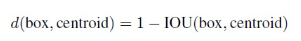 d(box, centroid) = 1 − IOU(box, centroid)